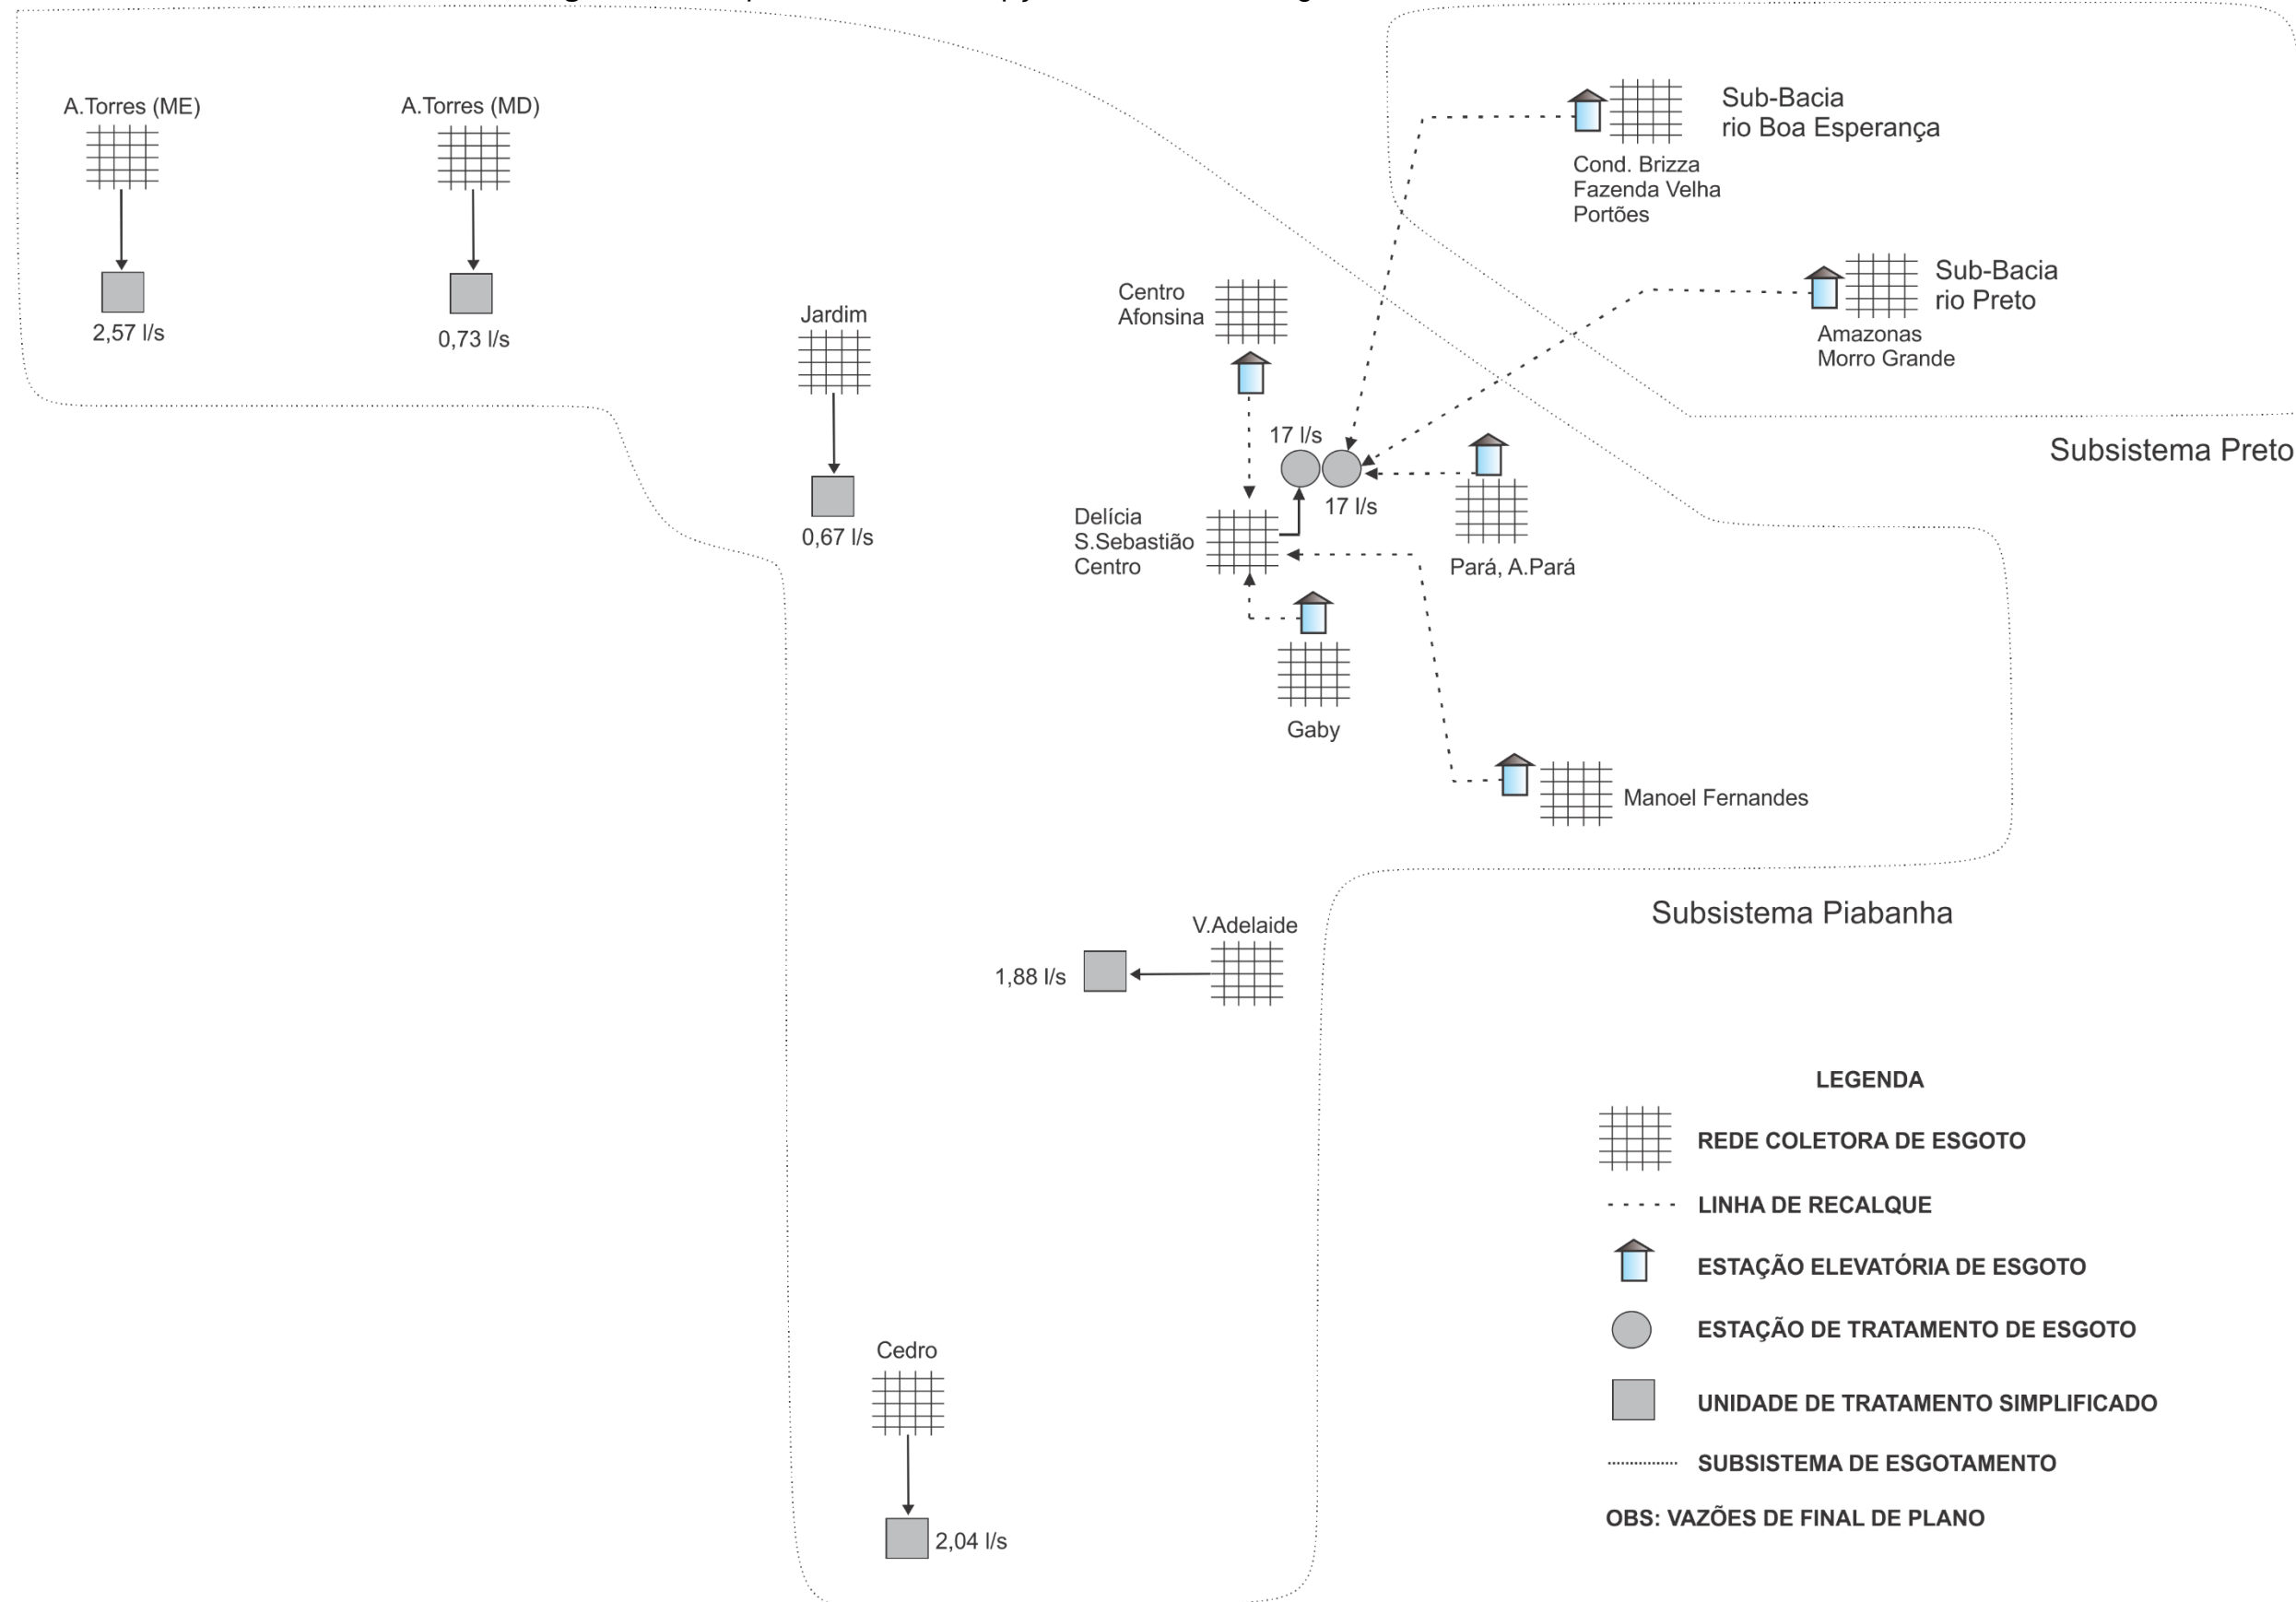 A.Torres (ME)
2,57 l/s
A.Torres (MD)
0,73 l/s
Jardim
0,67 l/s
Centro
Afonsina
Sub-Bacia
rio Boa Esperança
Cond. Brizza
Fazenda Velha
Portões
Sub-Bacia
rio Preto
Amazonas
Morro Grande
Subsistema Preto
17 l/s
17 l/s
Delícia
S.Sebastião
Centro
Pará, A.Pará
Gaby
Manoel Fernandes
Subsistema Piabanha
V.Adelaide
1,88 l/s
Cedro
2,04 l/s
LEGENDA
REDE COLETORA DE ESGOTO
LINHA DE RECALQUE
ESTAÇÃO ELEVATÓRIA DE ESGOTO
ESTAÇÃO DE TRATAMENTO DE ESGOTO
UNIDADE DE TRATAMENTO SIMPLIFICADO
SUBSISTEMA DE ESGOTAMENTO
OBS: VAZÕES DE FINAL DE PLANO